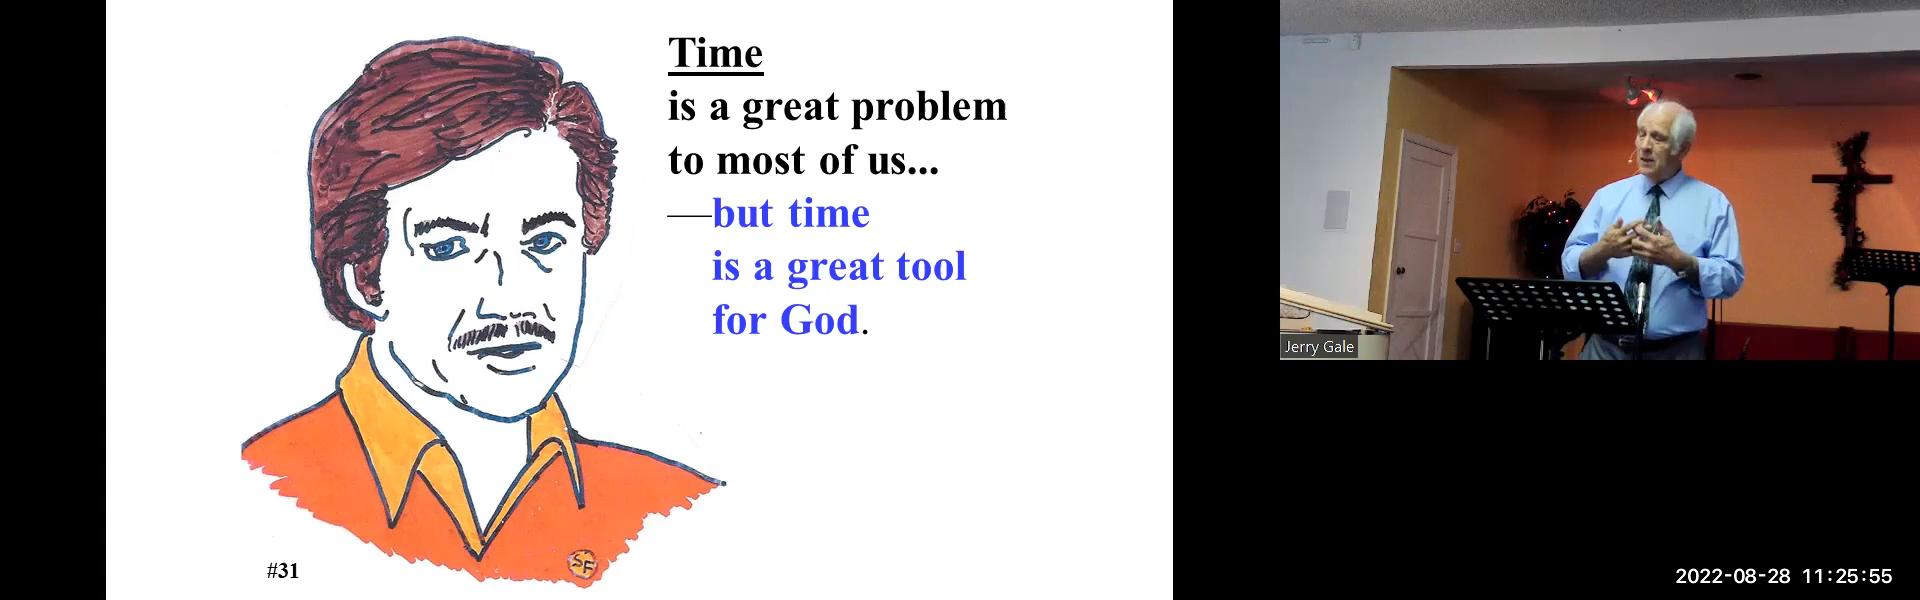 Time
is a great problem
to most of us...
—but time
is a great tool
for God.
#31
SF
Jerry Gale
2022-08-28 11:25:55